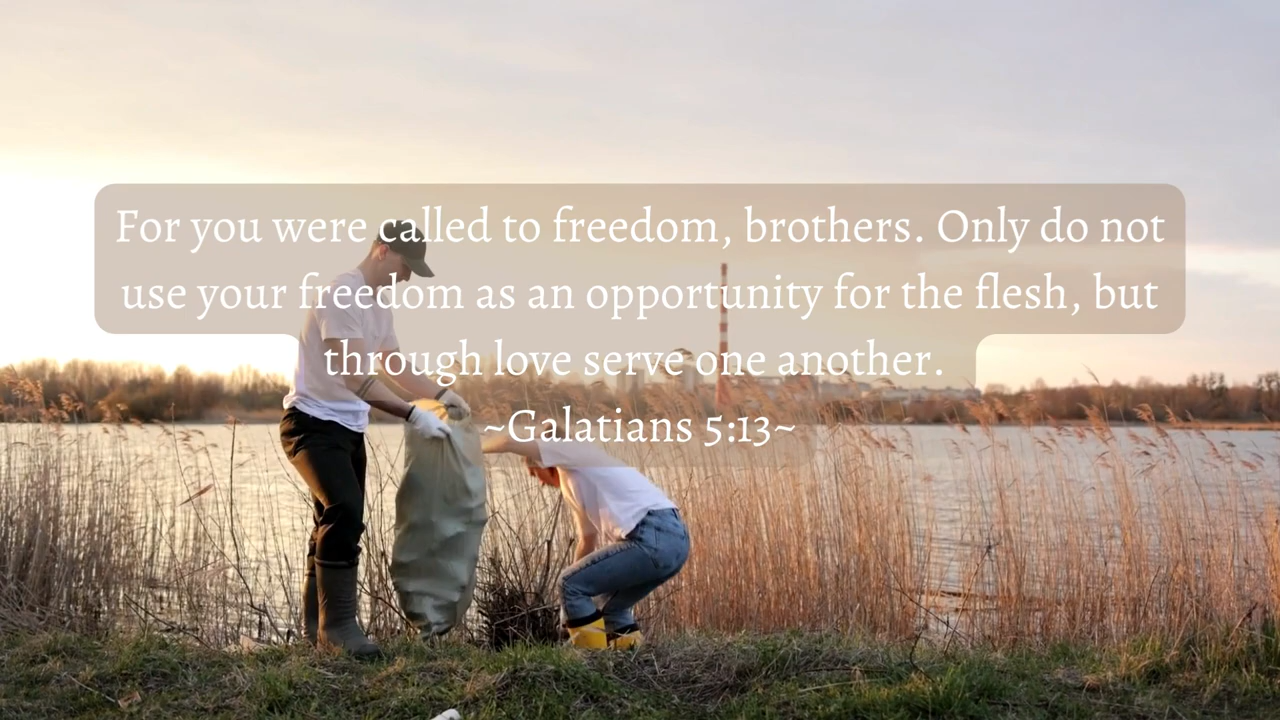 For you were called to freedom, brothers. Only do not
use your freedom as an opportunity for the flesh, but
through love serve one another.
~Galatians 5:13~